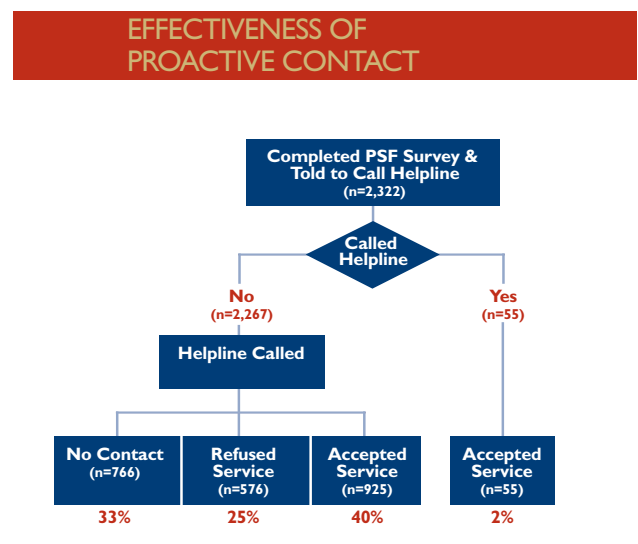 EFFECTIVENESS OF
PROACTIVE CONTACT
Completed PSF Survey &
Told to Call Helpline
(n=2,322)
Called
Helpline
No
(n=2,267)
Yes
(n=55)
Helpline Called
No Contact
(n=766)
Refused
Service
(n=576)
Accepted
Service
(n=925)
Accepted
Service
(n=55)
33%
25%
40%
2%